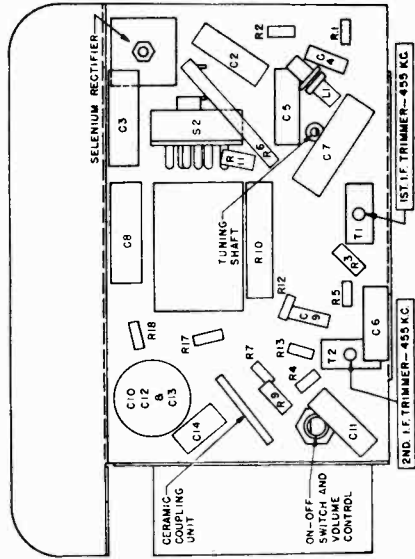 SELENIUM RECTIFIER
R2
R1
C2
C4
C3
S2
C5
L1
R6
R11
C7
C8
TUNING
SHAFT
R10
1ST I.F. TRIMMER-455 KC.
T1
R3
R12
C9
R5
R18
R17
R13
C6
T2
R7
R9
R4
C10
C12
&
C13
C14
C11
2ND. I.F. TRIMMER-455 KC.
CERAMIC
COUPLING
UNIT
ON-OFF
SWITCH AND
VOLUME
CONTROL